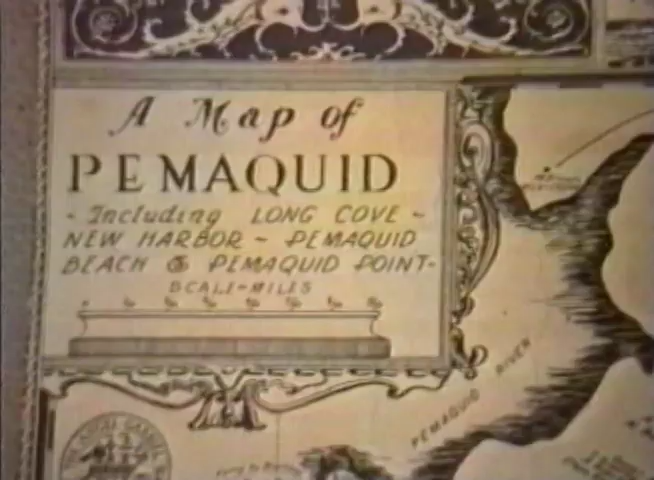 A Map of
PEMAQUID
- Including LONG COVE -
NEW HARBOR - PEMAQUID
BEACH & PEMAQUID POINT-
SCALE-MILES
PEMAQUID RIVER